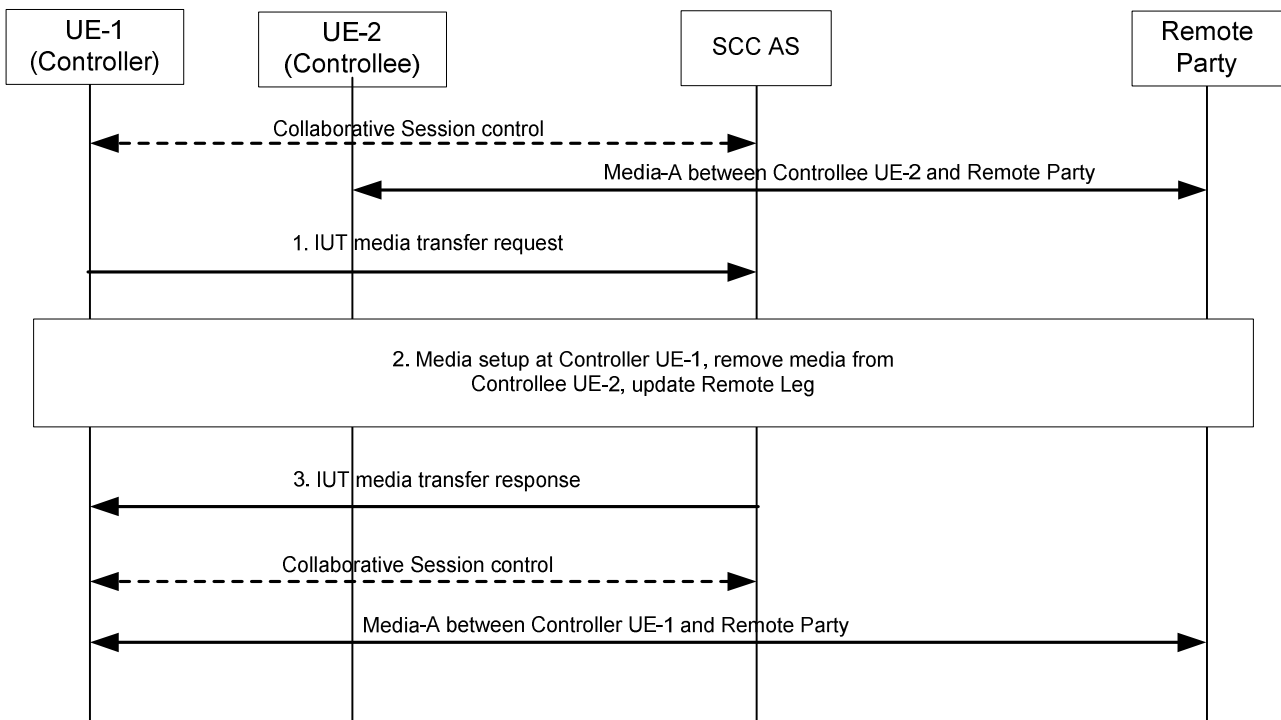 UE-1
(Controller)
UE-2
(Controllee)
SCC AS
Remote
Party
Collaborative Session control
Media-A between Controllee UE-2 and Remote Party
1. IUT media transfer request
2. Media setup at Controller UE-1, remove media from
Controllee UE-2, update Remote Leg
3. IUT media transfer response
Collaborative Session control
Media-A between Controller UE-1 and Remote Party